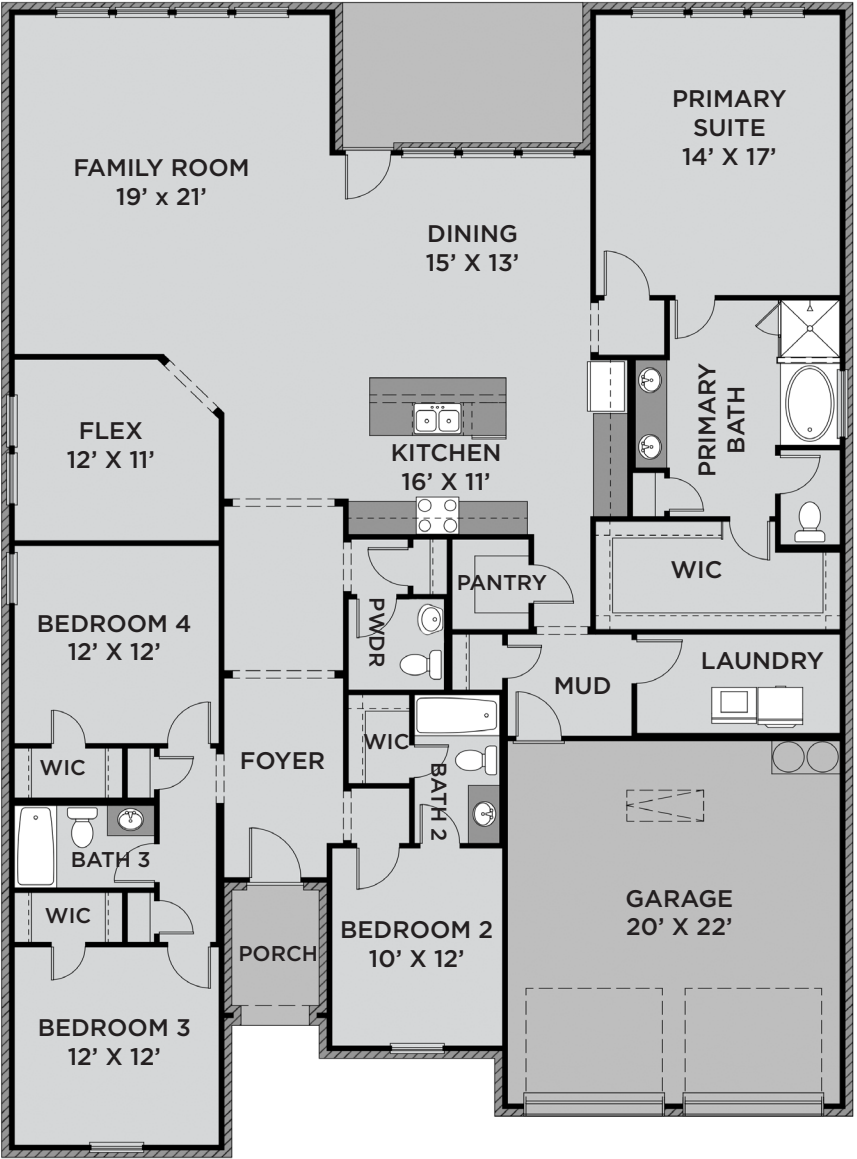 PRIMARY
SUITE
14’ X 17’
FAMILY ROOM
19’ x 21’
DINING
15’ X 13’
PRIMARY
BATH
FLEX
12’ X 11’
KITCHEN
16’ X 11’
WIC
PANTRY
BEDROOM 4
12’ X 12’
PWDR
LAUNDRY
MUD
WIC
FOYER
WIC
BATH 2
BATH 3
WIC
GARAGE
20’ X 22’
BEDROOM 2
10’ X 12’
PORCH
BEDROOM 3
12’ X 12’